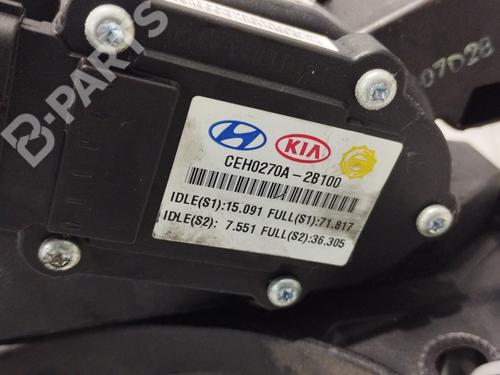 B-PARTS
07D28
KIA
CEH0270A-2B100
IDLE(S1):15.091 FULL(S1):71.817
IDLE(S2): 7.551 FULL(S2):36.305